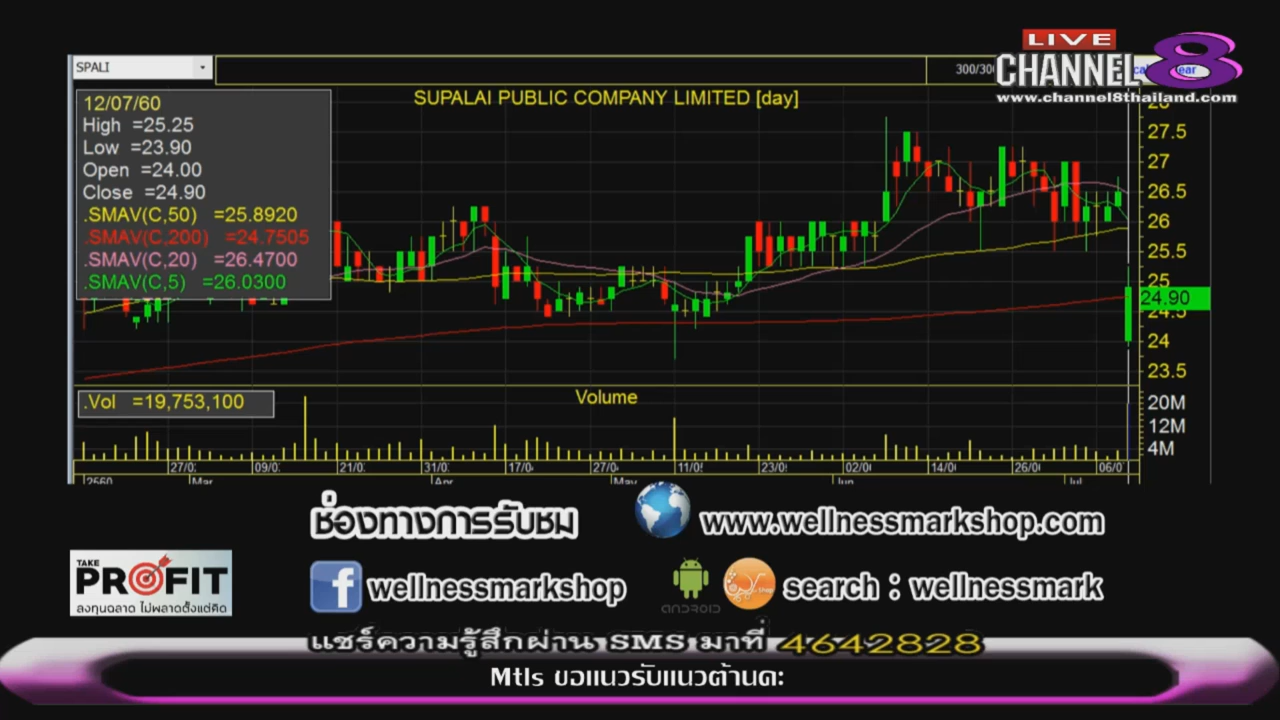 LIVE
CHANNEL 8
www.channel8thailand.com
SPALI
300/300
SUPALAI PUBLIC COMPANY LIMITED [day]
12/07/60
High =25.25
Low =23.90
Open =24.00
Close =24.90
.SMAV(C,50) =25.8920
.SMAV(C,200) =24.7505
.SMAV(C,20) =26.4700
.SMAV(C,5) =26.0300
28
27.5
27
26.5
26
25.5
25
24.90
24.5
24
23.5
.Vol =19,753,100
Volume
20M
12M
4M
27/0 09/0 21/0 31/0 17/0 27/0 11/0 23/0 02/0 14/0 26/0 06/0
2560 Mar Apr May Jun Jul
ช่องทางการรับชม
www.wellnessmarkshop.com
TAKE
PROFIT
ลงทุนฉลาด ไม่พลาดตั้งแต่คิด
wellnessmarkshop
ANDROID
search : wellnessmark
แชร์ความรู้สึกผ่าน SMS มาที่ 4642828
Mtls ขอแนวรับแนวต้านคะ